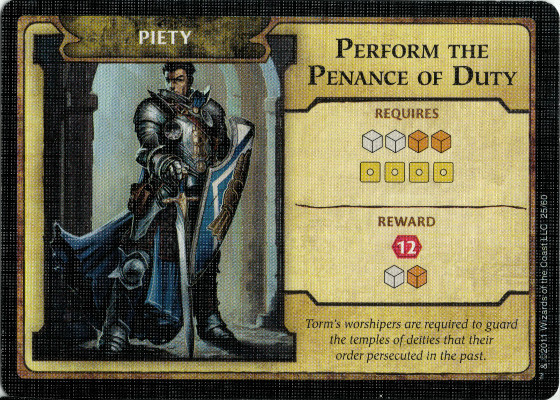 PIETY
PERFORM THE
PENANCE OF DUTY
REQUIRES
REWARD
12
Torm's worshipers are required to guard
the temples of deities that their
order persecuted in the past.
™ & ©2011 Wizards of the Coast LLC 25/60